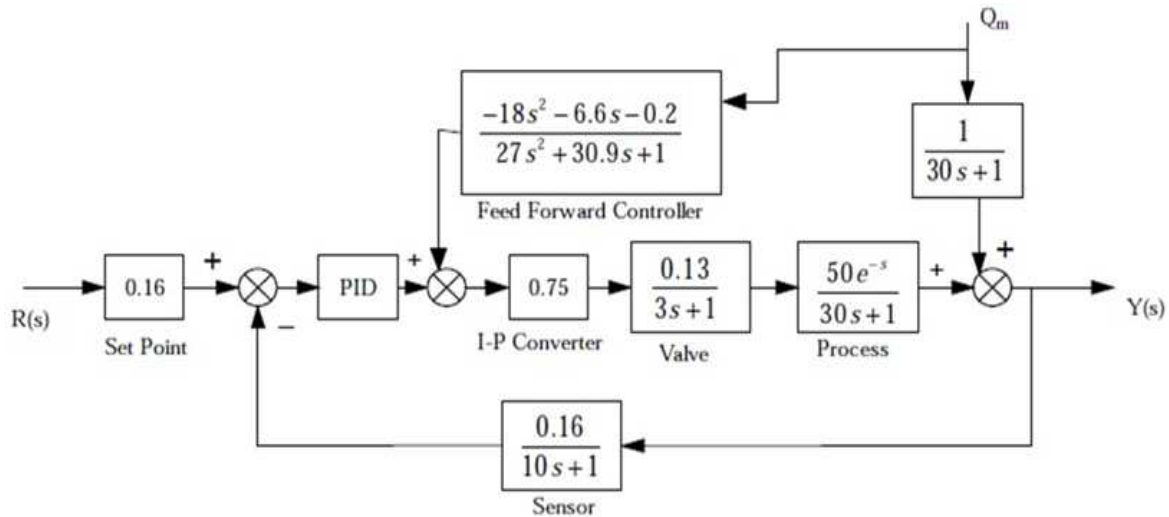 Qₘ
-18s² - 6.6s - 0.2
27s² + 30.9s + 1
Feed Forward Controller
1
30s + 1
R(s)
0.16
Set Point
+
−
PID
+
0.75
I-P Converter
0.13
3s + 1
Valve
50e⁻ˢ
30s + 1
Process
+
+
Y(s)
0.16
10s + 1
Sensor